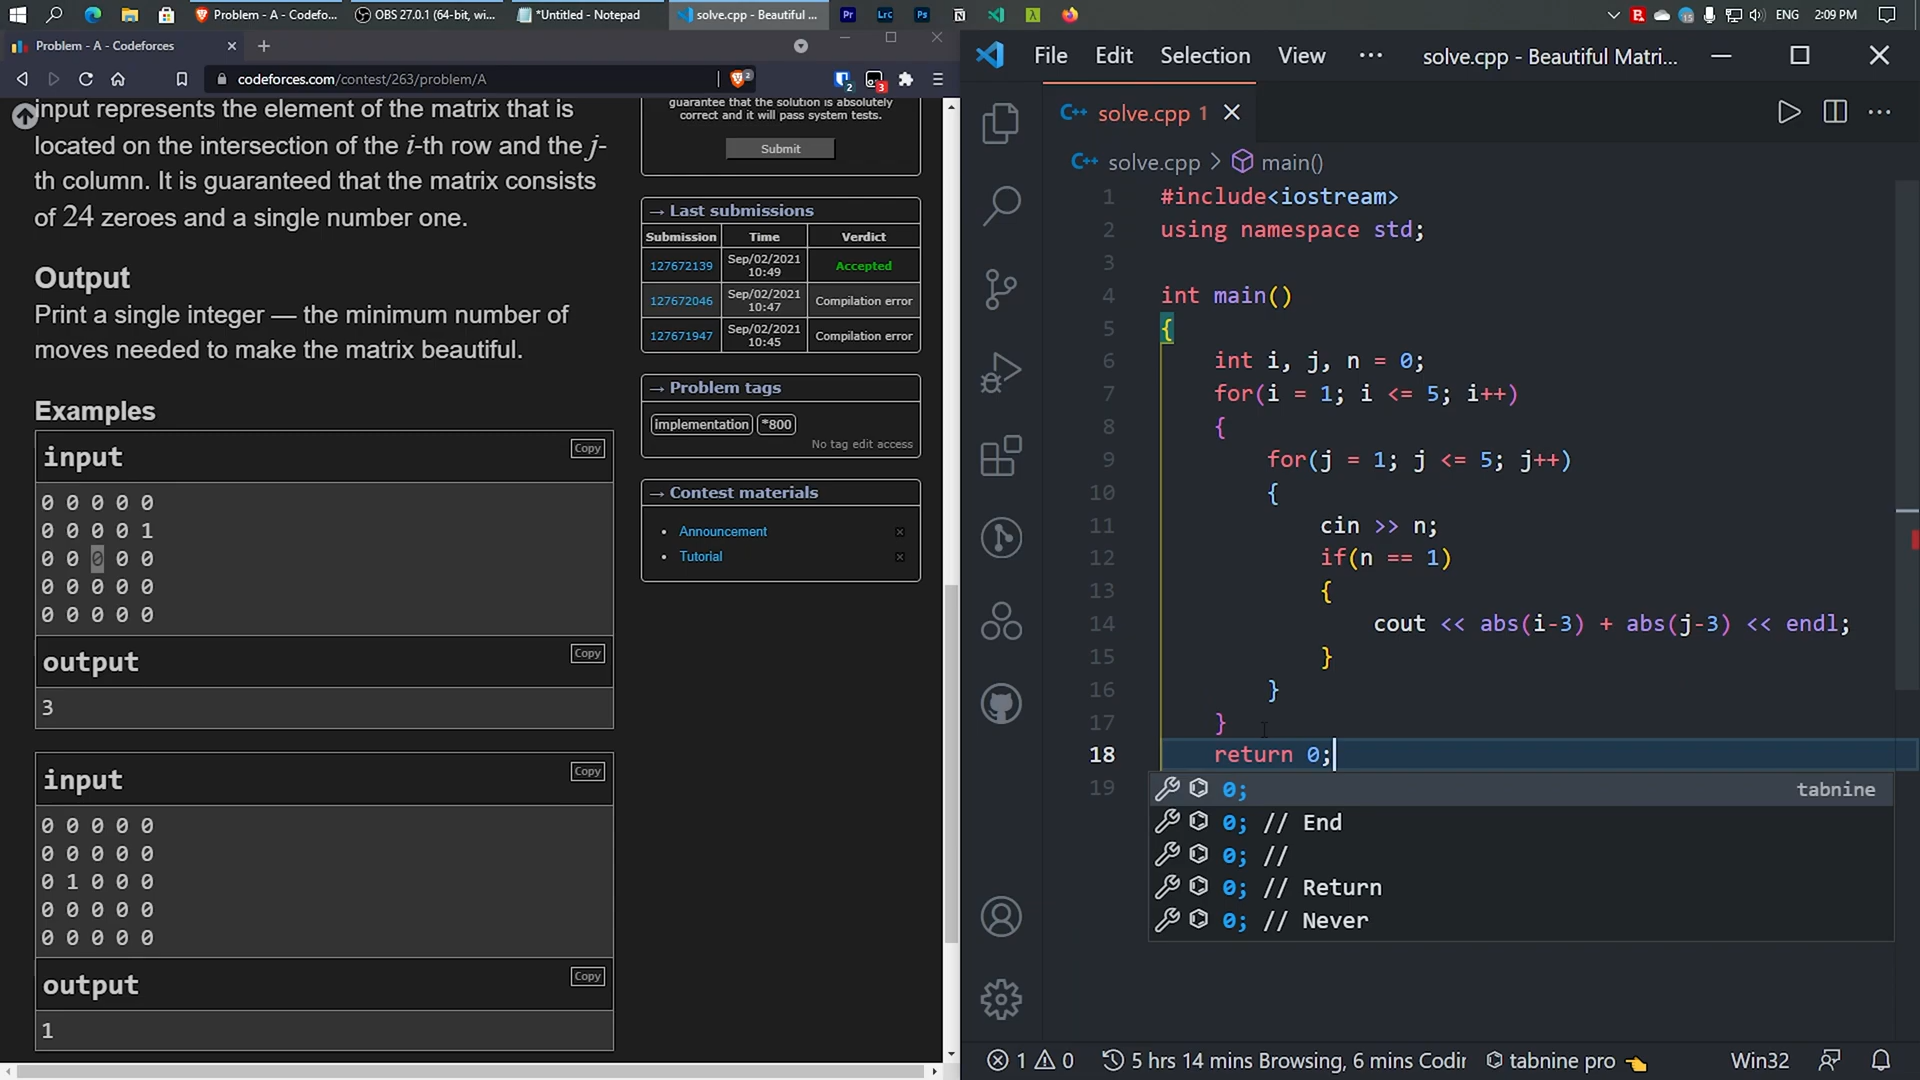 Problem - A - Codefo...
OBS 27.0.1 (64-bit, wi...
*Untitled - Notepad
solve.cpp - Beautiful ...
Pr
Lrc
Ps
ENG
2:09 PM
Problem - A - Codeforces
codeforces.com/contest/263/problem/A
2
2
3
input represents the element of the matrix that is
located on the intersection of the i-th row and the j-
th column. It is guaranteed that the matrix consists
of 24 zeroes and a single number one.
Output
Print a single integer — the minimum number of
moves needed to make the matrix beautiful.
Examples
input
Copy
0 0 0 0 0
0 0 0 0 1
0 0 0 0 0
0 0 0 0 0
0 0 0 0 0
output
Copy
3
input
Copy
0 0 0 0 0
0 0 0 0 0
0 1 0 0 0
0 0 0 0 0
0 0 0 0 0
output
Copy
1
guarantee that the solution is absolutely
correct and it will pass system tests.
Submit
→ Last submissions
Submission Time Verdict
127672139 Sep/02/2021 10:49 Accepted
127672046 Sep/02/2021 10:47 Compilation error
127671947 Sep/02/2021 10:45 Compilation error
→ Problem tags
implementation *800
No tag edit access
→ Contest materials
Announcement
Tutorial
File Edit Selection View ··· solve.cpp - Beautiful Matri...
C++ solve.cpp 1
C++ solve.cpp > main()
1 #include<iostream>
2 using namespace std;
3
4 int main()
5 {
6 int i, j, n = 0;
7 for(i = 1; i <= 5; i++)
8 {
9 for(j = 1; j <= 5; j++)
10 {
11 cin >> n;
12 if(n == 1)
13 {
14 cout << abs(i-3) + abs(j-3) << endl;
15 }
16 }
17 }
18 return 0;
19
0; tabnine
0; // End
0; //
0; // Return
0; // Never
1 0 5 hrs 14 mins Browsing, 6 mins Codir tabnine pro Win32